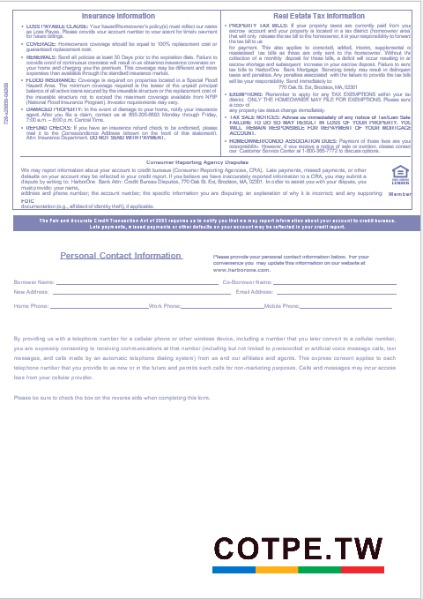 Insurance Information
• LOSS PAYABLE CLAUSE: Your hazard/homeowner's policy(s) must reflect our name
as Loss Payee. Please provide your account number to your agent for timely payment
for future billings.
• COVERAGE: Homeowners coverage should be equal to 100% replacement cost or
guaranteed replacement cost.
• RENEWALS: Send all policies at least 30 Days prior to the expiration date. Failure to
provide proof of continuous coverage will result in us obtaining insurance coverage on
your home and charging you the premium. This coverage may be different and more
expensive than available through the standard insurance market.
• FLOOD INSURANCE: Coverage is required on properties located in a Special Flood
Hazard Area. The minimum coverage required is the lesser of the unpaid principal
balance of all active loans secured by the insurable structure or the replacement cost of
the insurable structure not to exceed the maximum coverage available from NFIP
(National Flood Insurance Program). Investor requirements may vary.
• DAMAGED PROPERTY: In the event of damage to your home, notify your insurance
agent. After you file a claim, contact us at Monday through Friday,
7:00 a.m. - 8:00 p.m. Central Time.
• REFUND CHECKS: If you have an insurance refund check to be endorsed, please
mail it to the Correspondence Address (shown on the front of this statement).
Attn: Insurance Department. DO NOT SEND WITH PAYMENT.
Real Estate Tax Information
• PROPERTY TAX BILLS: If your property taxes are currently paid from your
escrow account and your property is located in a tax district (homeowner area)
that will only release the tax bill to the homeowner, it is your responsibility to forward
the tax bill to us
for payment. This also applies to corrected, added, interim, supplemental or
reassessed tax bills as these are only sent to the homeowner. Without the
collection of a monthly deposit for these bills, a deficit will occur resulting in an
escrow shortage and subsequent increase in your escrow deposit. Failure to send
tax bills to HarborOne Bank Mortgage Servicing timely may result in delinquent
taxes and penalties. Any penalties associated with the failure to provide the tax bill
will be your responsibility. Send immediately to:
770 Oak St. Ext, Brockton, MA, 02301
• EXEMPTIONS: Remember to apply for all TAX EXEMPTIONS within your tax
district. ONLY THE HOMEOWNER MAY FILE FOR EXEMPTIONS. Please send
a copy of
any property tax status change immediately.
• TAX SALE NOTICES: Advise us immediately of any notice of Tax/Lien Sale
FAILURE TO DO SO MAY RESULT IN LOSS OF YOUR PROPERTY. YOU
WILL REMAIN RESPONSIBLE FOR REPAYMENT OF YOUR MORTGAGE
ACCOUNT.
• HOMEOWNER/CONDO ASSOCIATION DUES: Payment of these fees are your
responsibility. However, if you receive a notice of sale or overdue, please contact
our Customer Service Center at to discuss options.
Consumer Reporting Agency Disputes
We may report information about your account to credit bureaus (Consumer Reporting Agencies, CRA). Late payments, missed payments, or other
defaults on your account may be reflected in your credit report. If you believe we have inaccurately reported information to a CRA, you may submit a
dispute by writing to: HarborOne Bank Attn: Credit Bureau Disputes, 770 Oak St. Ext, Brockton, MA, 02301. In order to assist you with your dispute, you
must provide: your name,
address and phone number; the account number; the specific information you are disputing; an explanation of why it is incorrect; and any supporting
Member
FDIC
documentation (e.g., affidavit of identity theft), if applicable.
The Fair and Accurate Credit Transaction Act of 2003 requires us to notify you that we may report information about your account to credit bureaus.
Late payments, missed payments, or other defaults on your account may be reflected in your credit report.
Personal Contact Information
Please provide your personal contact information below. For your
convenience you may update this information on our website at
www.harborone.com.
Borrower Name:
Co-Borrower Name:
New Address:
Email Address:
Home Phone:
Work Phone:
Mobile Phone:
By providing us with a telephone number for a cellular phone or other wireless device, including a number that you later convert to a cellular number,
you are expressly consenting to receiving communications at that number (including but not limited to prerecorded or artificial voice message calls, text
messages, and calls made by an automatic telephone dialing system) from us and our affiliates and agents. This express consent applies to each
telephone number that you provide to us now or in the future and permits such calls for non-marketing purposes. Calls and messages may incur access
fees from your cellular provider.
Please be sure to check the box on the reverse side when completing this form.
COTPE.TW